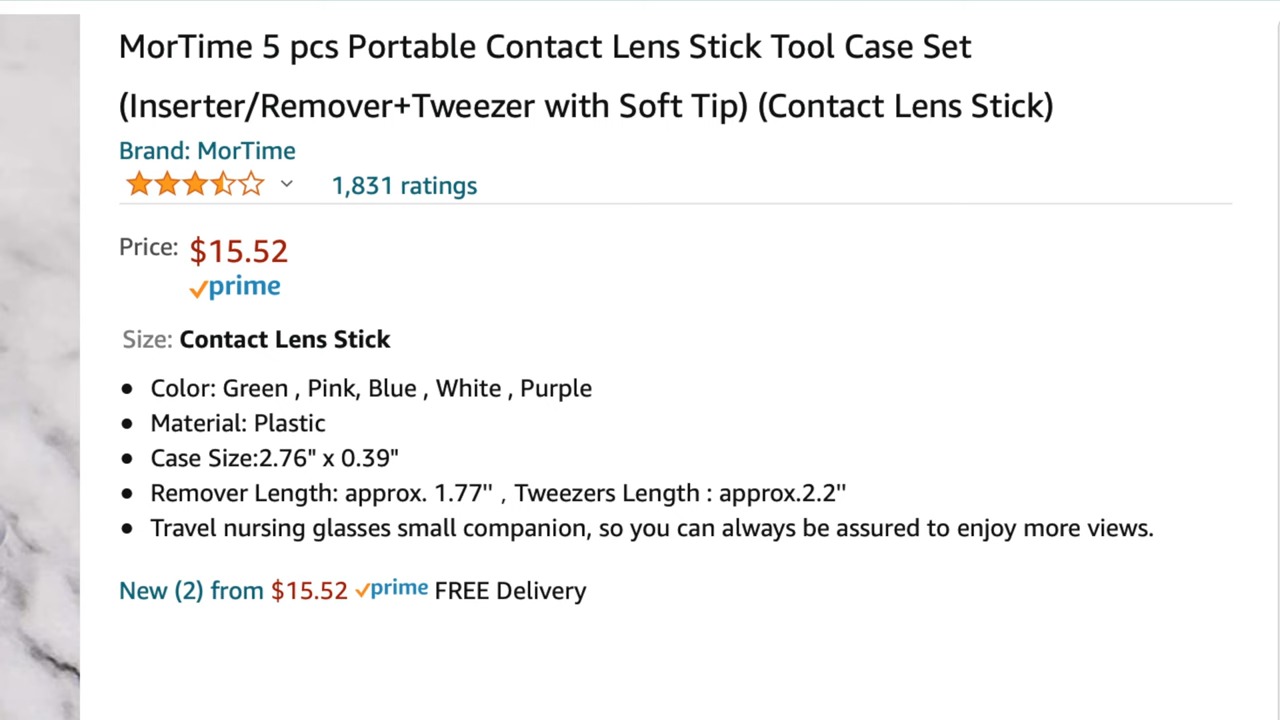 MorTime 5 pcs Portable Contact Lens Stick Tool Case Set
(Inserter/Remover+Tweezer with Soft Tip) (Contact Lens Stick)
Brand: MorTime
1,831 ratings
Price: $15.52
prime
Size: Contact Lens Stick
• Color: Green , Pink, Blue , White , Purple
• Material: Plastic
• Case Size:2.76" x 0.39"
• Remover Length: approx. 1.77'' , Tweezers Length : approx.2.2''
• Travel nursing glasses small companion, so you can always be assured to enjoy more views.
New (2) from $15.52 prime FREE Delivery